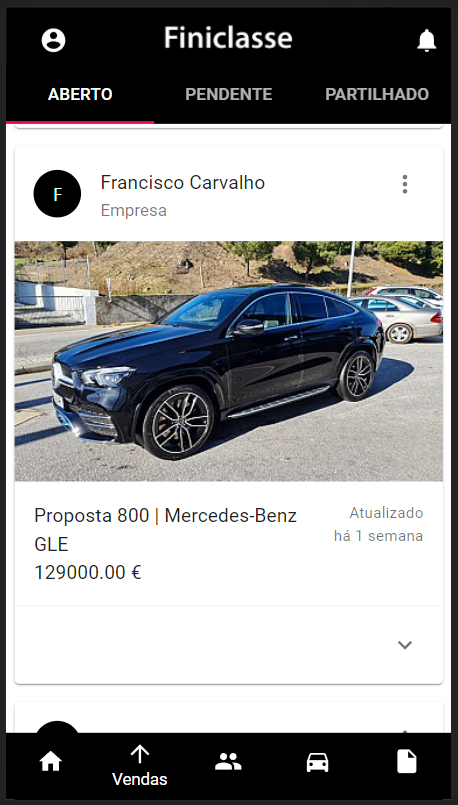 Finiclasse
ABERTO PENDENTE PARTILHADO
F
Francisco Carvalho
Empresa
Proposta 800 | Mercedes-Benz
GLE
129000.00 €
Atualizado
há 1 semana
Vendas